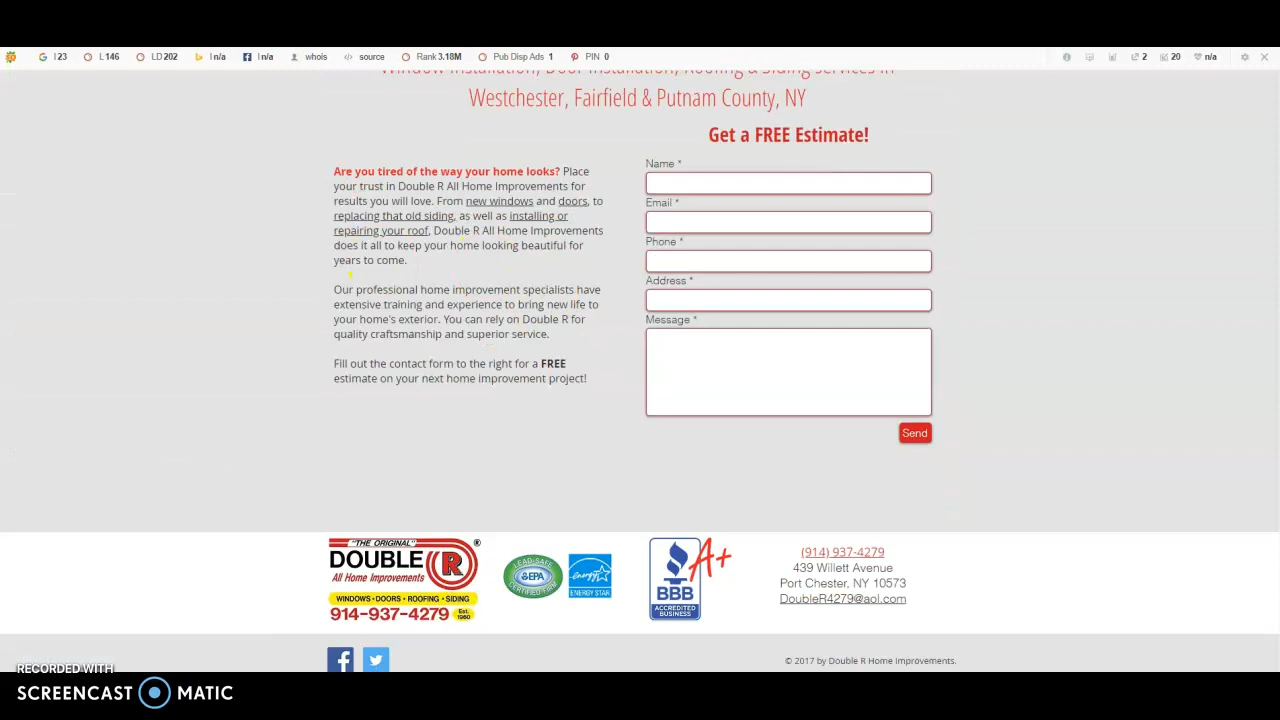 I 23 L 146 LD 202 I n/a I n/a whois source Rank 3.18M Pub Disp Ads 1 PIN 0 2 20 n/a
Window Installation, Door Installation, Roofing & Siding Services in
Westchester, Fairfield & Putnam County, NY
Get a FREE Estimate!
Are you tired of the way your home looks? Place
your trust in Double R All Home Improvements for
results you will love. From new windows and doors, to
replacing that old siding, as well as installing or
repairing your roof, Double R All Home Improvements
does it all to keep your home looking beautiful for
years to come.
Our professional home improvement specialists have
extensive training and experience to bring new life to
your home's exterior. You can rely on Double R for
quality craftsmanship and superior service.
Fill out the contact form to the right for a FREE
estimate on your next home improvement project!
Name *
Email *
Phone *
Address *
Message *
Send
"THE ORIGINAL" ®
DOUBLE R
All Home Improvements
WINDOWS • DOORS • ROOFING • SIDING
914-937-4279 Est. 1960
LEAD-SAFE
EPA
CERTIFIED FIRM
energy
ENERGY STAR
A+
BBB
ACCREDITED
BUSINESS
(914) 937-4279
439 Willett Avenue
Port Chester, NY 10573
DoubleR4279@aol.com
© 2017 by Double R Home Improvements.
RECORDED WITH
SCREENCAST MATIC